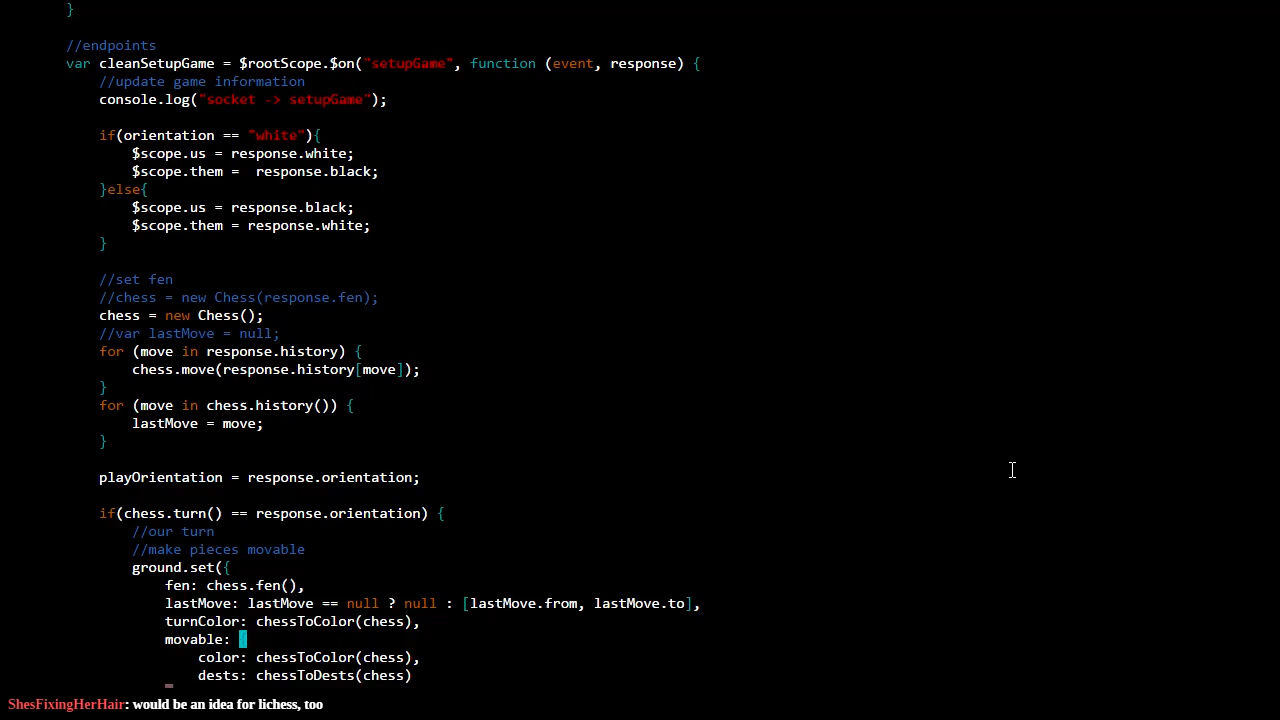 }
//endpoints
var cleanSetupGame = $rootScope.$on("setupGame", function (event, response) {
//update game information
console.log("socket -> setupGame");
if(orientation == "white"){
$scope.us = response.white;
$scope.them =  response.black;
}else{
$scope.us = response.black;
$scope.them = response.white;
}
//set fen
//chess = new Chess(response.fen);
chess = new Chess();
//var lastMove = null;
for (move in response.history) {
chess.move(response.history[move]);
}
for (move in chess.history()) {
lastMove = move;
}
playOrientation = response.orientation;
if(chess.turn() == response.orientation) {
//our turn
//make pieces movable
ground.set({
fen: chess.fen(),
lastMove: lastMove == null ? null : [lastMove.from, lastMove.to],
turnColor: chessToColor(chess),
movable: {
color: chessToColor(chess),
dests: chessToDests(chess)
ShesFixingHerHair: would be an idea for lichess, too